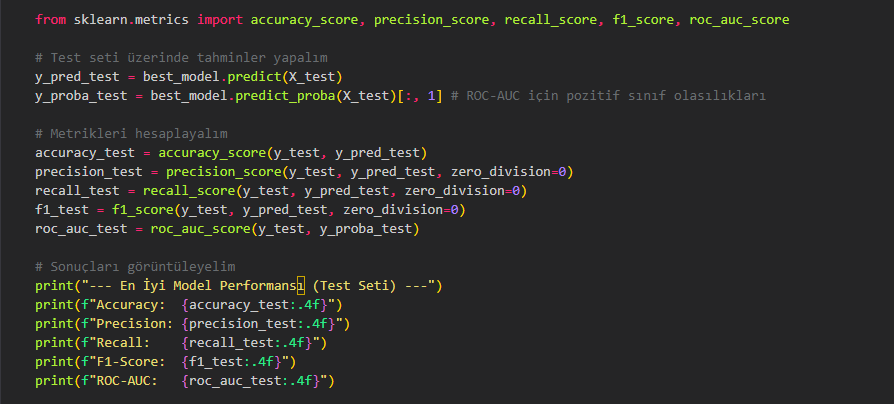 from sklearn.metrics import accuracy_score, precision_score, recall_score, f1_score, roc_auc_score
# Test seti üzerinde tahminler yapalım
y_pred_test = best_model.predict(X_test)
y_proba_test = best_model.predict_proba(X_test)[:, 1] # ROC-AUC için pozitif sınıf olasılıkları
# Metrikleri hesaplayalım
accuracy_test = accuracy_score(y_test, y_pred_test)
precision_test = precision_score(y_test, y_pred_test, zero_division=0)
recall_test = recall_score(y_test, y_pred_test, zero_division=0)
f1_test = f1_score(y_test, y_pred_test, zero_division=0)
roc_auc_test = roc_auc_score(y_test, y_proba_test)
# Sonuçları görüntüleyelim
print("--- En İyi Model Performansı (Test Seti) ---")
print(f"Accuracy:  {accuracy_test:.4f}")
print(f"Precision: {precision_test:.4f}")
print(f"Recall:    {recall_test:.4f}")
print(f"F1-Score:  {f1_test:.4f}")
print(f"ROC-AUC:   {roc_auc_test:.4f}")